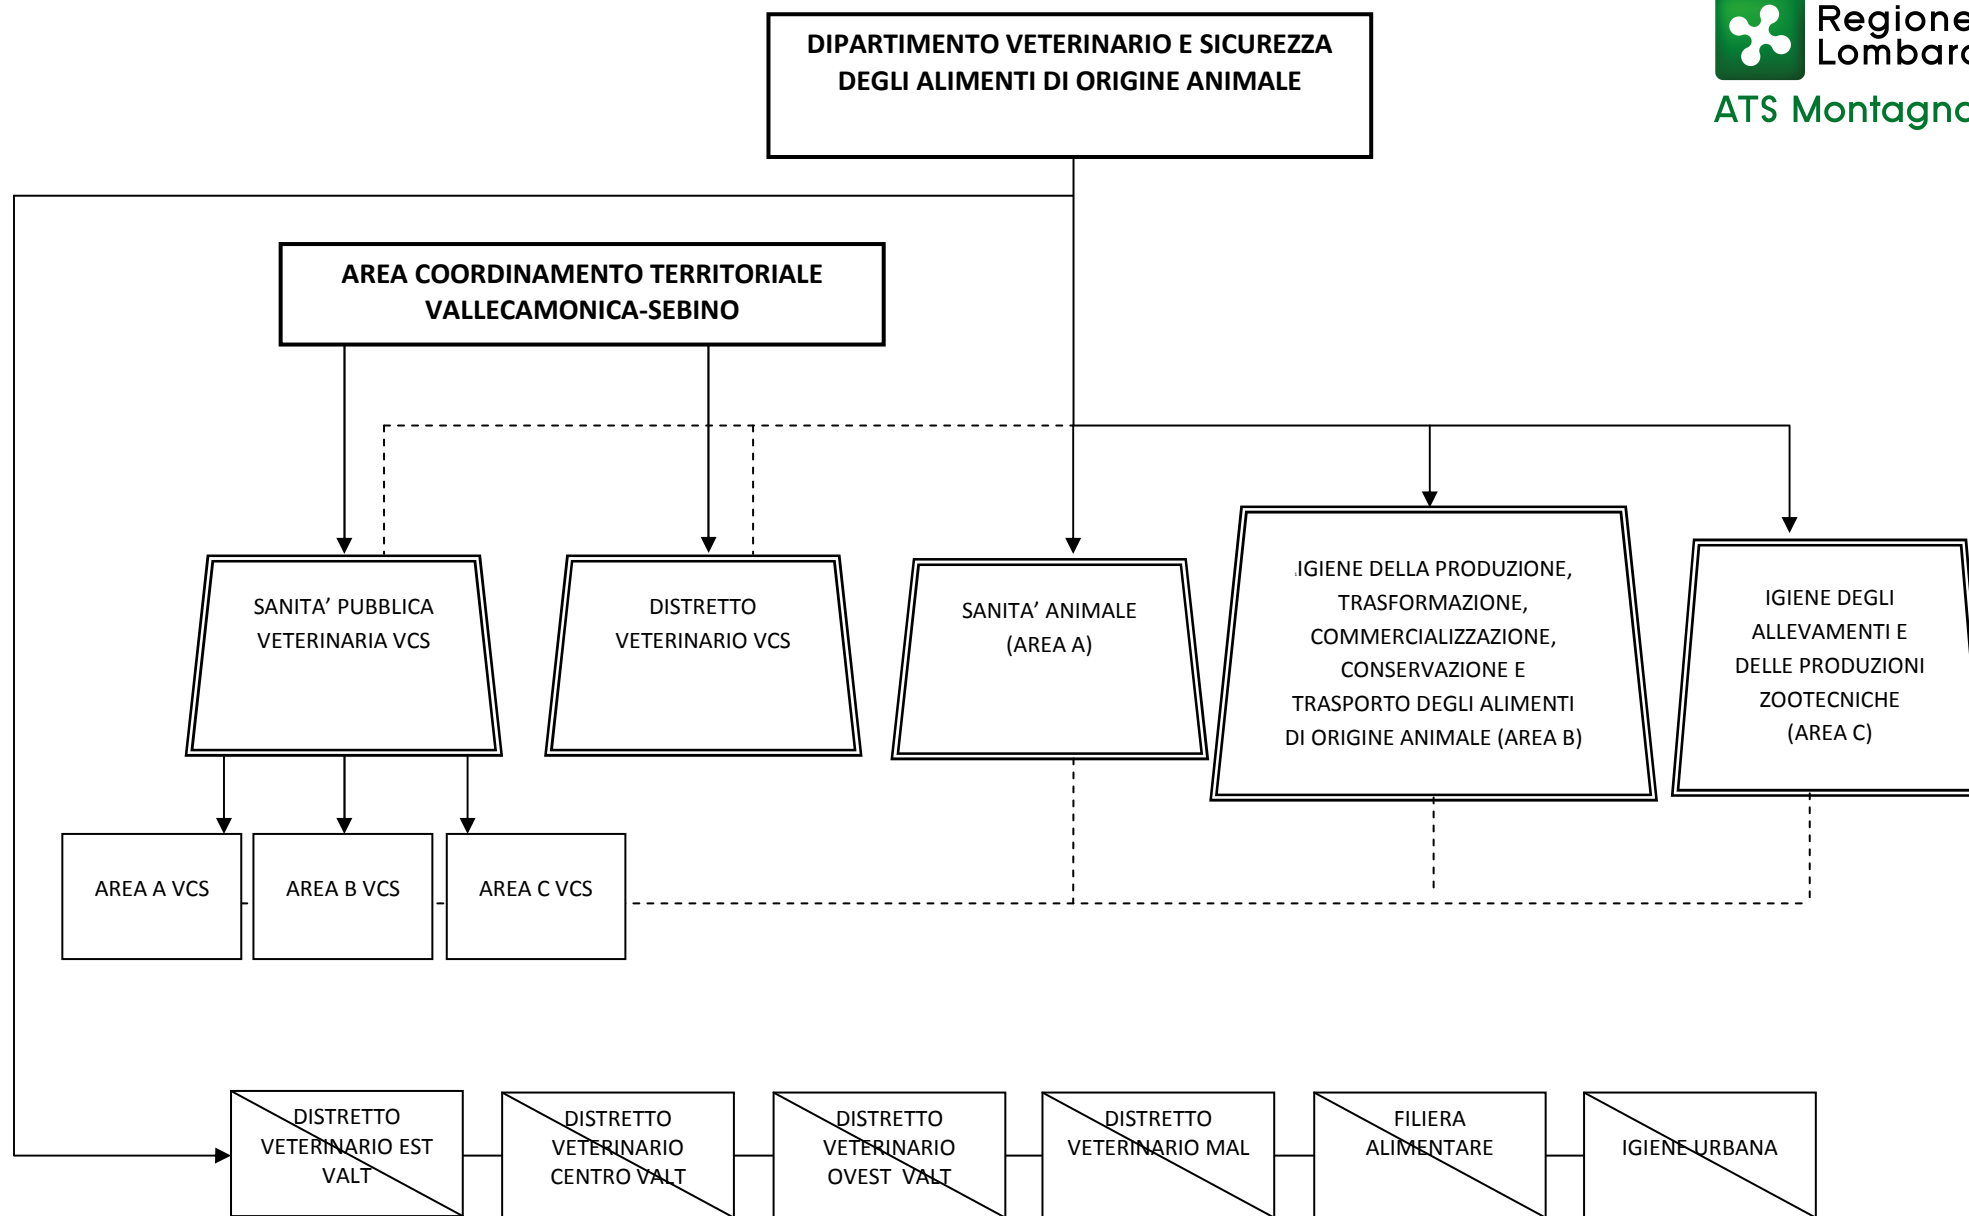 DIPARTIMENTO VETERINARIO E SICUREZZA
DEGLI ALIMENTI DI ORIGINE ANIMALE
Regione
ATS
AREA COORDINAMENTO TERRITORIALE
VALLECAMONICA-SEBINO
SANITA’ PUBBLICA
VETERINARIA VCS
DISTRETTO
VETERINARIO VCS
SANITA’ ANIMALE
(AREA A)
IGIENE DELLA PRODUZIONE,
TRASFORMAZIONE,
COMMERCIALIZZAZIONE,
CONSERVAZIONE E
TRASPORTO DEGLI ALIMENTI
DI ORIGINE ANIMALE (AREA B)
IGIENE DEGLI
ALLEVAMENTI E
DELLE PRODUZIONI
ZOOTECNICHE
(AREA C)
AREA A VCS
AREA B VCS
AREA C VCS
DISTRETTO
VETERINARIO EST
VALT
DISTRETTO
VETERINARIO
CENTRO VALT
DISTRETTO
VETERINARIO
OVEST VALT
DISTRETTO
VETERINARIO MAL
FILIERA
ALIMENTARE
IGIENE URBANA